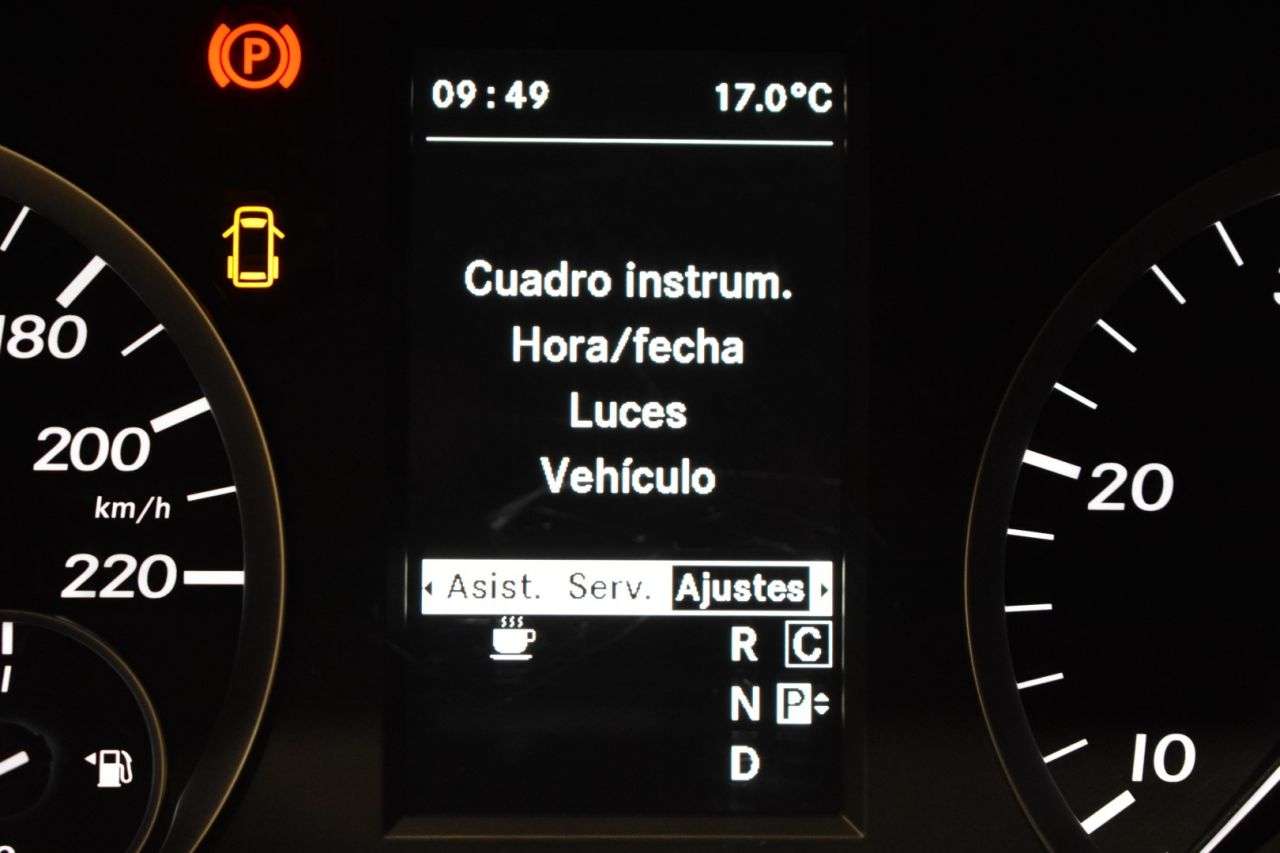 P
09:49 17.0°C
180
200
km/h
220
Cuadro instrum.
Hora/fecha
Luces
Vehículo
Asist. Serv. Ajustes
R C
N P
D
20
10